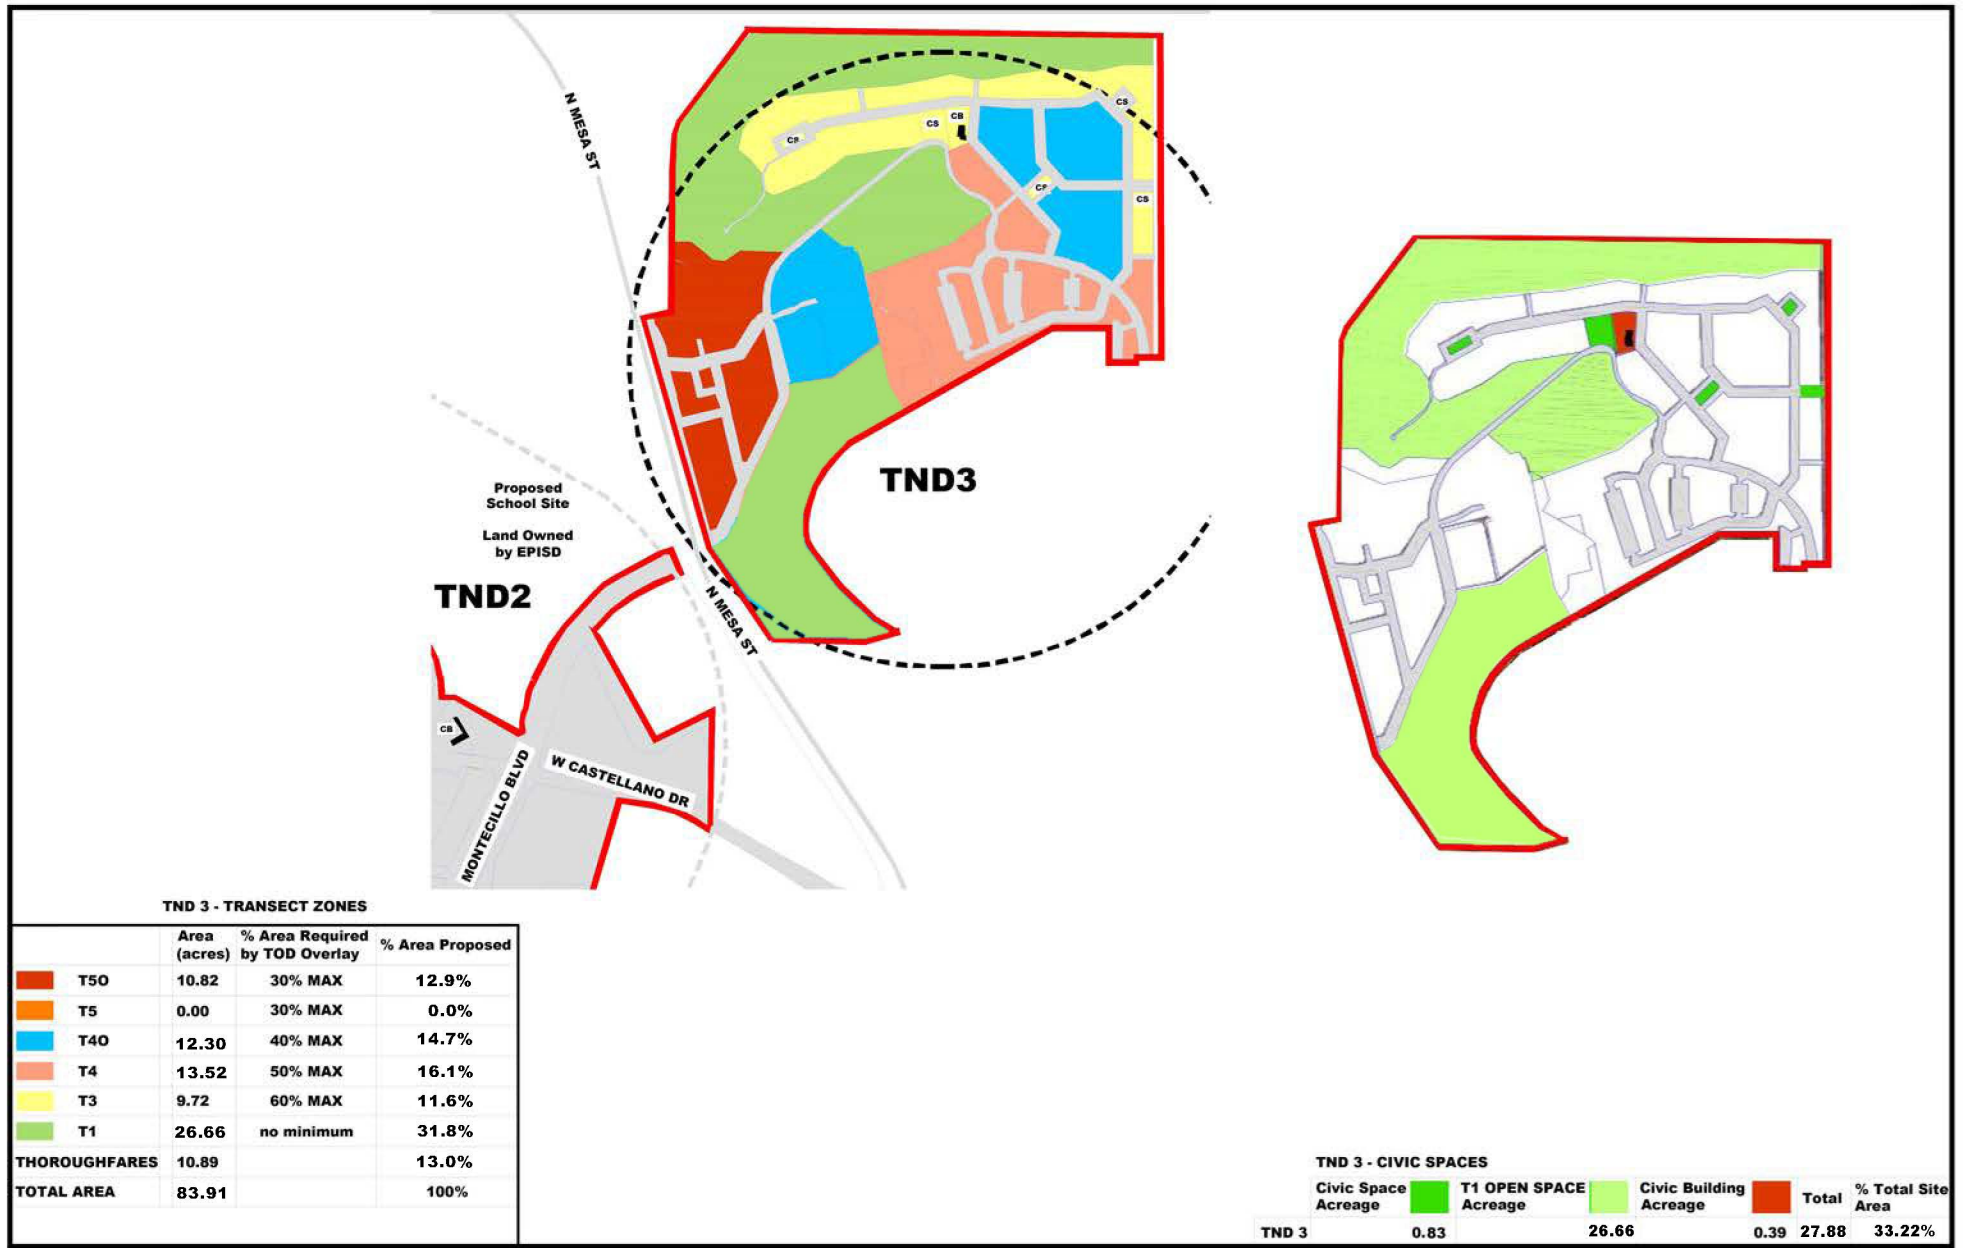 N MESA ST
CS
CS
CB
CS
CS
CS
TND3
Proposed
School Site
Land Owned
by EPISD
TND2
N MESA ST
CB
MONTECILLO BLVD
W CASTELLANO DR
TND 3 - TRANSECT ZONES
Area (acres) % Area Required by TOD Overlay % Area Proposed
T5O 10.82 30% MAX 12.9%
T5 0.00 30% MAX 0.0%
T4O 12.30 40% MAX 14.7%
T4 13.52 50% MAX 16.1%
T3 9.72 60% MAX 11.6%
T1 26.66 no minimum 31.8%
THOROUGHFARES 10.89 13.0%
TOTAL AREA 83.91 100%
TND 3 - CIVIC SPACES
Civic Space Acreage T1 OPEN SPACE Acreage Civic Building Acreage Total % Total Site Area
TND 3 0.83 26.66 0.39 27.88 33.22%